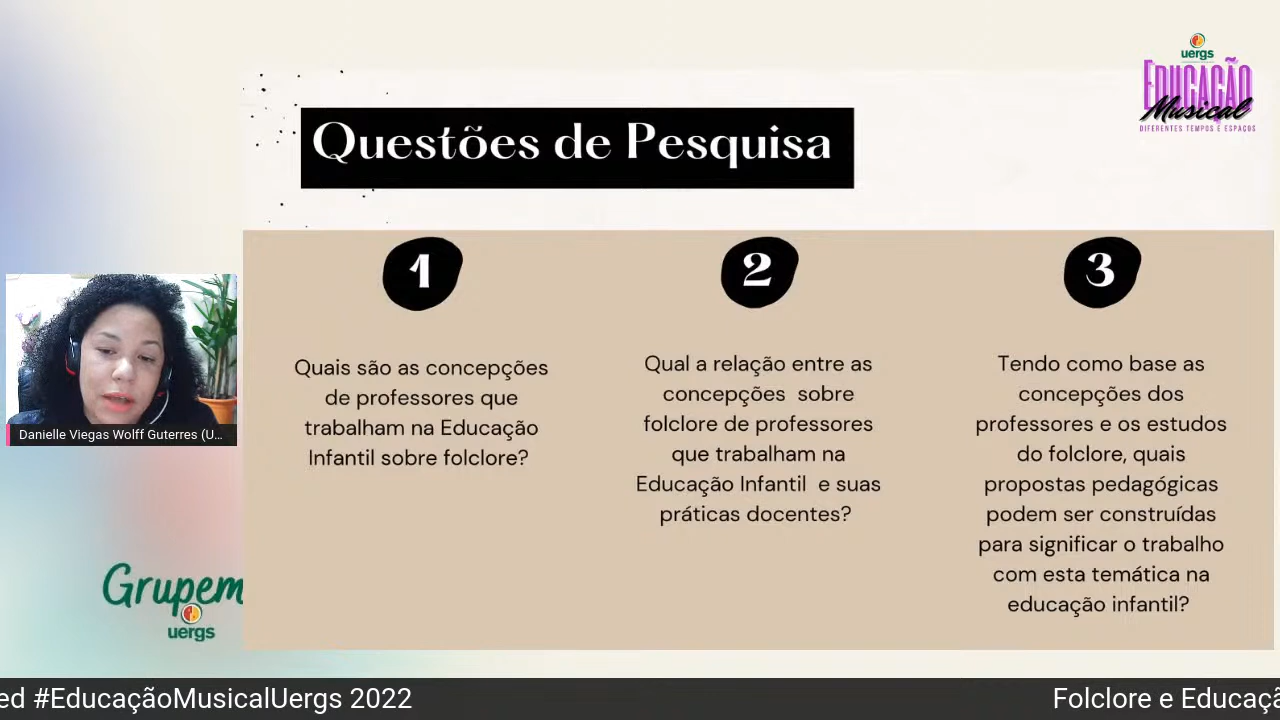 uergs
EDUCAÇÃO
Musical
DIFERENTES TEMPOS E ESPAÇOS
Questões de Pesquisa
1
Quais são as concepções
de professores que
trabalham na Educação
Infantil sobre folclore?
2
Qual a relação entre as
concepções sobre
folclore de professores
que trabalham na
Educação Infantil e suas
práticas docentes?
3
Tendo como base as
concepções dos
professores e os estudos
do folclore, quais
propostas pedagógicas
podem ser construídas
para significar o trabalho
com esta temática na
educação infantil?
Danielle Viegas Wolff Guterres (U...
Grupem
uergs
ed #EducaçãoMusicalUergs 2022
Folclore e Educaçã